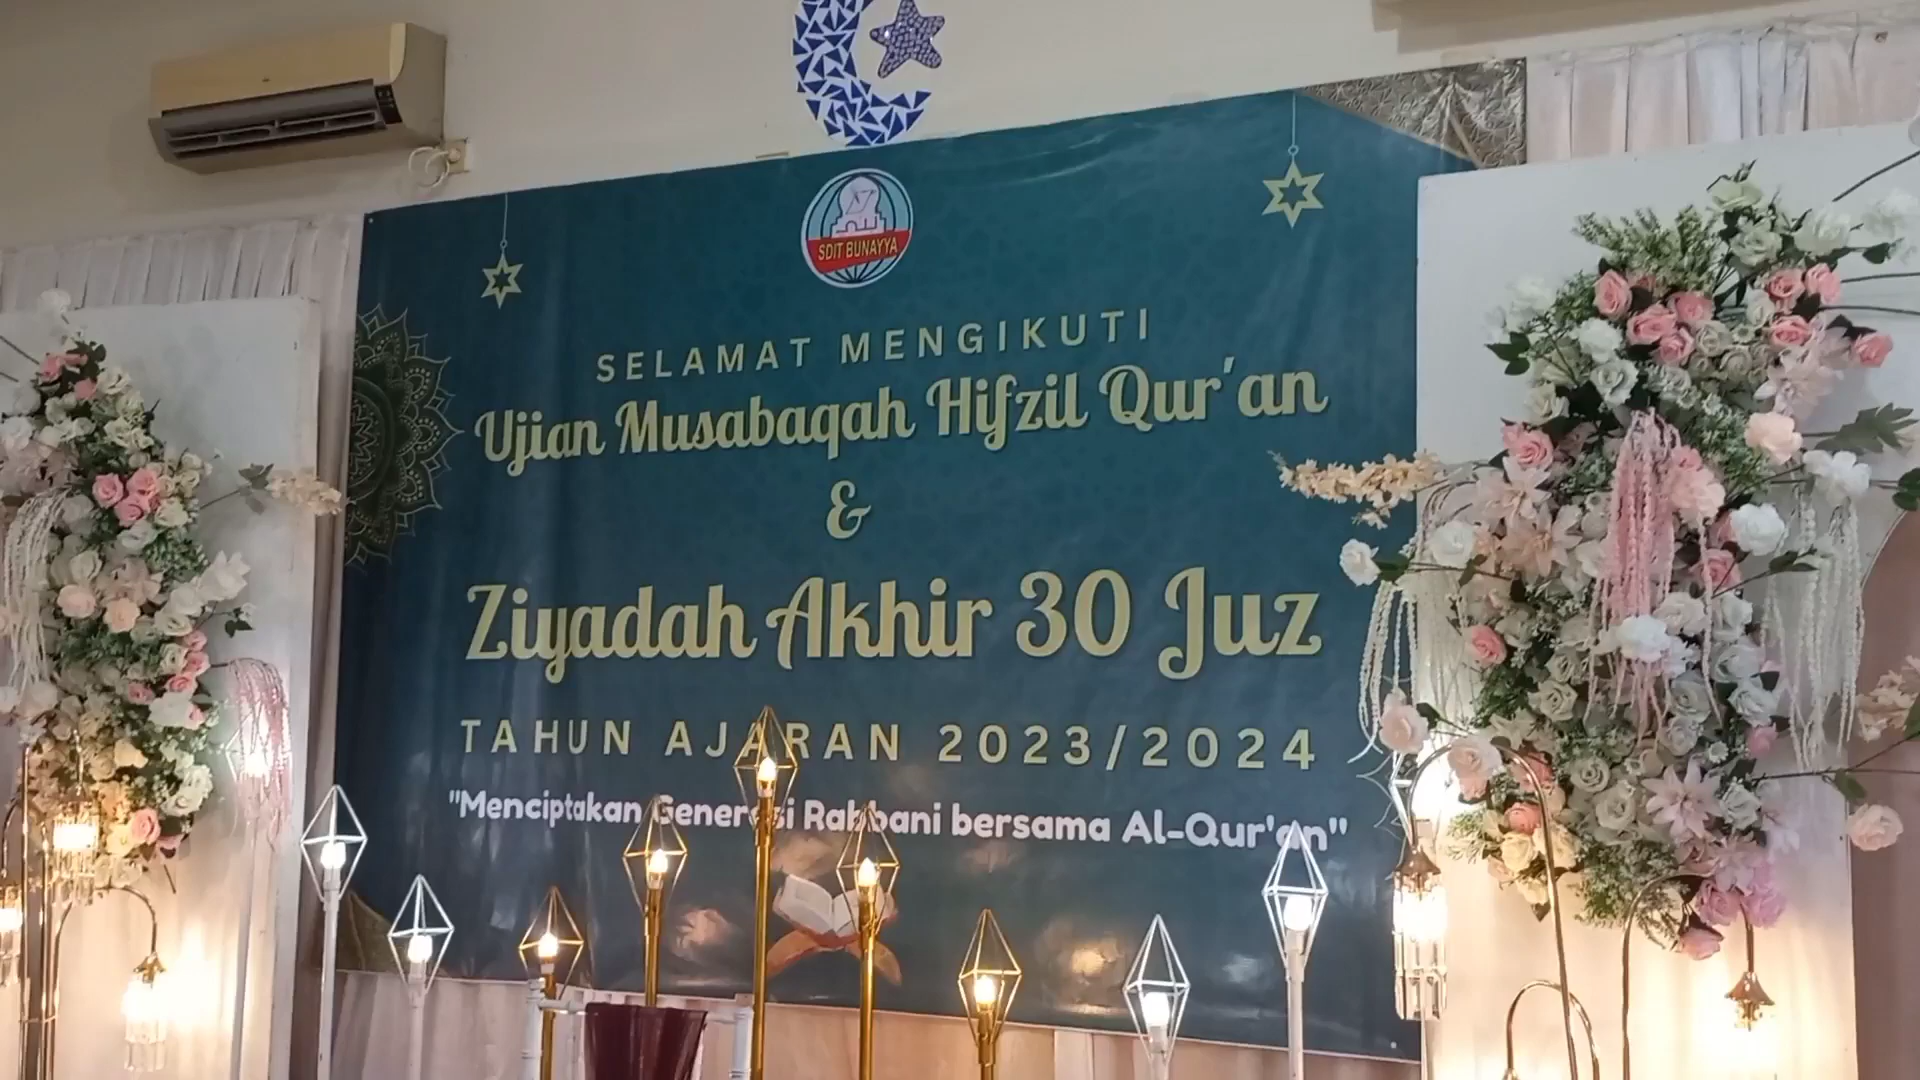 SDIT BUNAYYA
SELAMAT MENGIKUTI
Ujian Musabaqah Hifzil Qur'an
&
Ziyadah Akhir 30 Juz
TAHUN AJARAN 2023/2024
"Menciptakan Generasi Rabbani bersama Al-Qur'an"